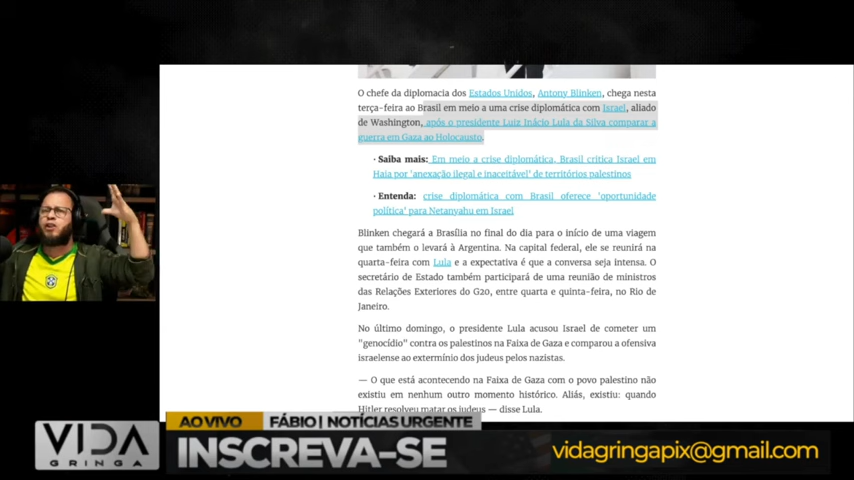 O chefe da diplomacia dos Estados Unidos, Antony Blinken, chega nesta
terça-feira ao Brasil em meio a uma crise diplomática com Israel, aliado
de Washington, após o presidente Luiz Inácio Lula da Silva comparar a
guerra em Gaza ao Holocausto.
· Saiba mais: Em meio a crise diplomática, Brasil critica Israel em
Haia por 'anexação ilegal e inaceitável' de territórios palestinos
· Entenda: crise diplomática com Brasil oferece 'oportunidade
política' para Netanyahu em Israel
Blinken chegará a Brasília no final do dia para o início de uma viagem
que também o levará à Argentina. Na capital federal, ele se reunirá na
quarta-feira com Lula e a expectativa é que a conversa seja intensa. O
secretário de Estado também participará de uma reunião de ministros
das Relações Exteriores do G20, entre quarta e quinta-feira, no Rio de
Janeiro.
No último domingo, o presidente Lula acusou Israel de cometer um
"genocídio" contra os palestinos na Faixa de Gaza e comparou a ofensiva
israelense ao extermínio dos judeus pelos nazistas.
— O que está acontecendo na Faixa de Gaza com o povo palestino não
existiu em nenhum outro momento histórico. Aliás, existiu: quando
Hitler resolveu matar os judeus — disse Lula.
AO VIVO FÁBIO | NOTÍCIAS URGENTE
VIDA
GRINGA
INSCREVA-SE
vidagringapix@gmail.com